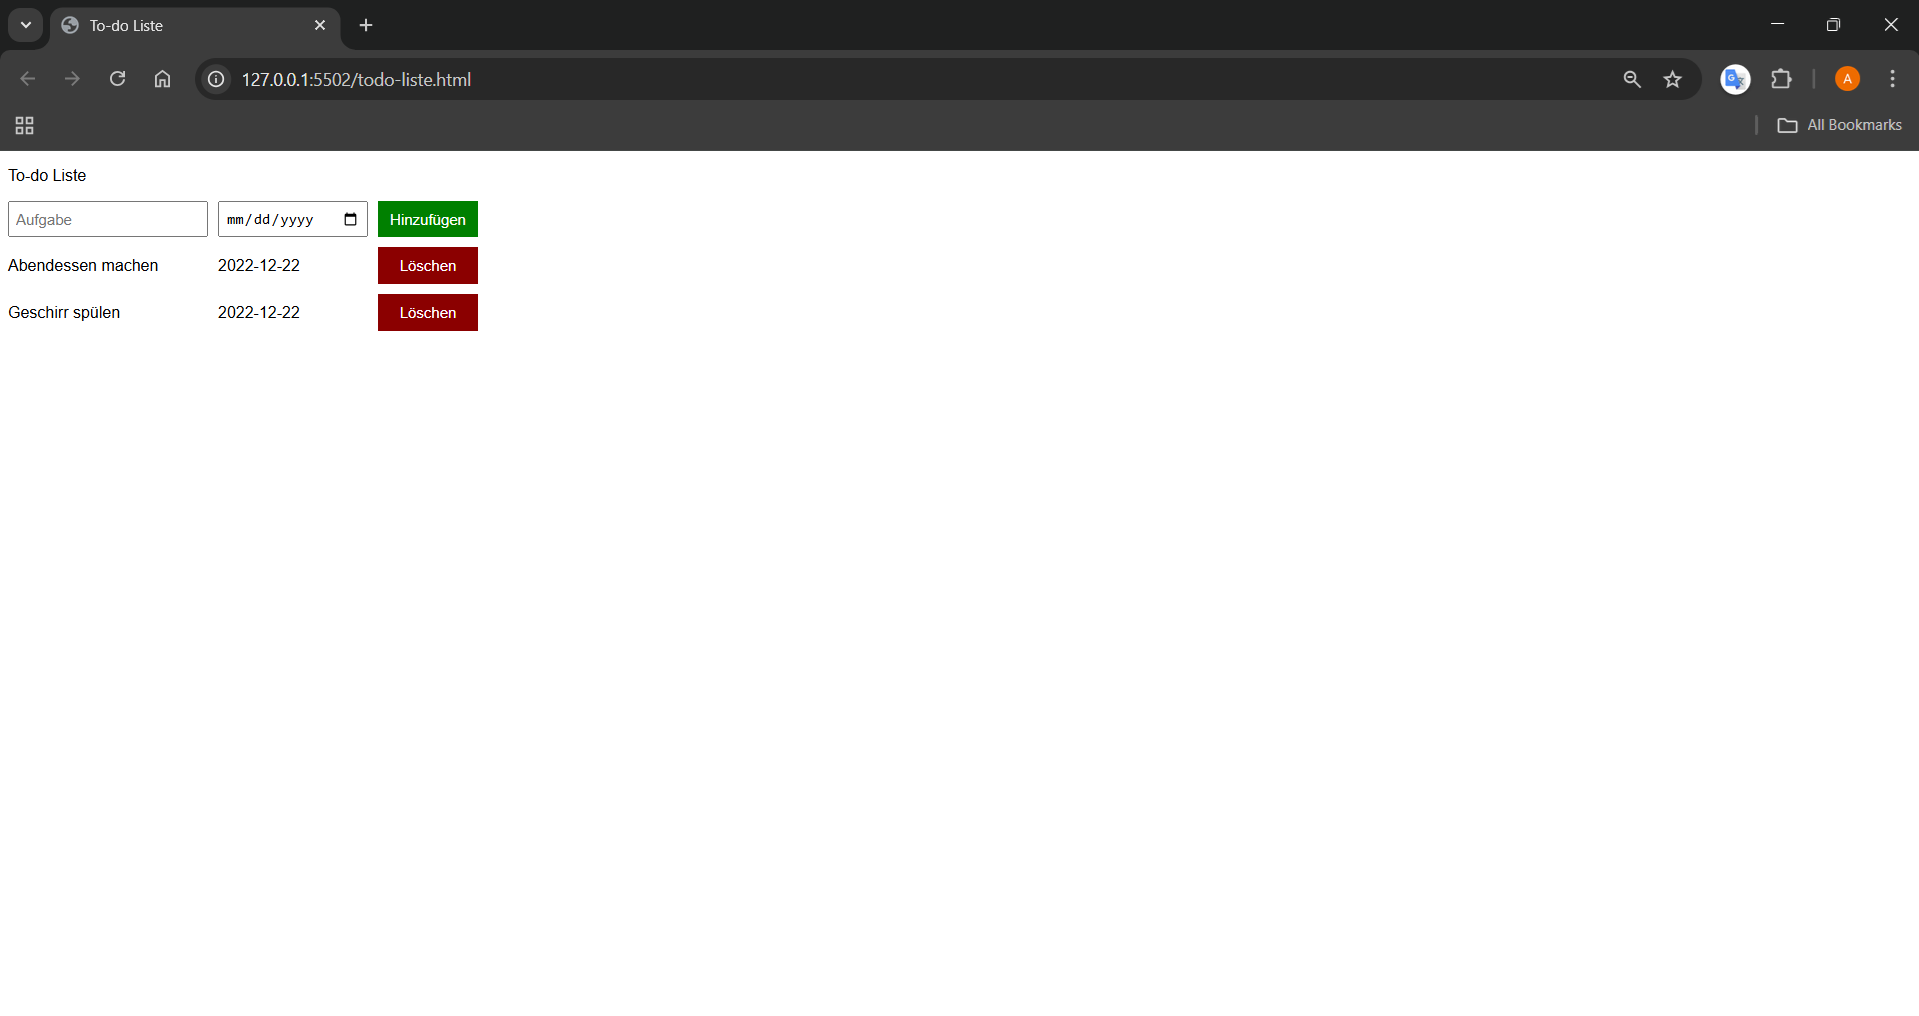 To-do Liste
127.0.0.1:5502/todo-liste.html
A
All Bookmarks
To-do Liste
Aufgabe mm/dd/yyyy Hinzufügen
Abendessen machen 2022-12-22 Löschen
Geschirr spülen 2022-12-22 Löschen